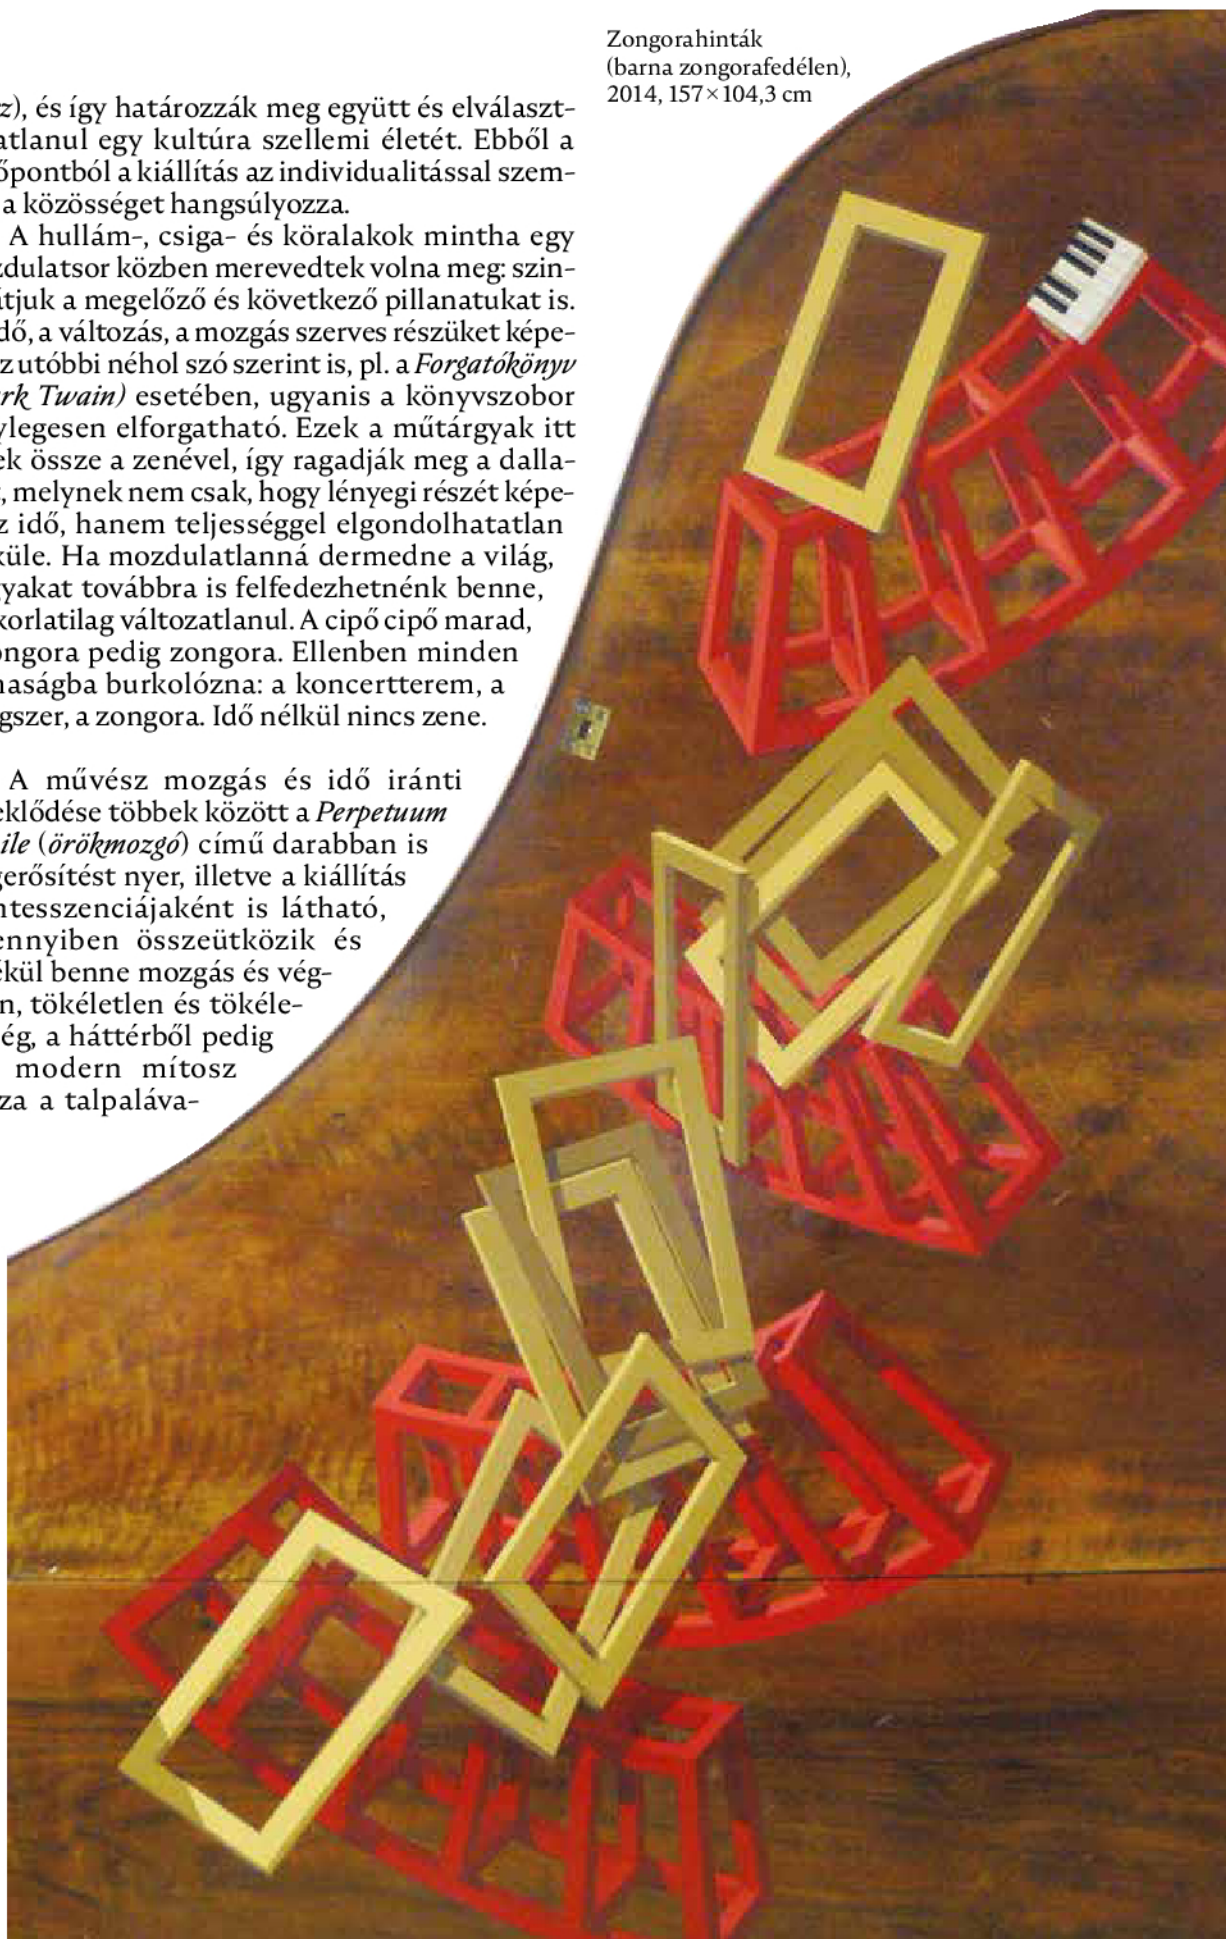 Zongorahinták
(barna zongorafedélen),
2014, 157×104,3 cm
z), és így határozzák meg együtt és elválaszt-
atlanul egy kultúra szellemi életét. Ebből a
őpontból a kiállítás az individualitással szem-
a közösséget hangsúlyozza.
A hullám-, csiga- és köralakok mintha egy
zdulatsor közben merevedtek volna meg: szin-
átjuk a megelőző és következő pillanatukat is.
dő, a változás, a mozgás szerves részüket képe-
z utóbbi néhol szó szerint is, pl. a Forgatókönyv
rk Twain) esetében, ugyanis a könyvszobor
ylegesen elforgatható. Ezek a műtárgyak itt
ek össze a zenével, így ragadják meg a dalla-
, melynek nem csak, hogy lényegi részét képe-
z idő, hanem teljességgel elgondolhatatlan
küle. Ha mozdulatlanná dermedne a világ,
yakat továbbra is felfedezhetnénk benne,
korlatilag változatlanul. A cipő cipő marad,
ongora pedig zongora. Ellenben minden
naságba burkolózna: a koncertterem, a
gszer, a zongora. Idő nélkül nincs zene.
A művész mozgás és idő iránti
eklődése többek között a Perpetuum
ile (örökmozgó) című darabban is
gerősítést nyer, illetve a kiállítás
ntesszenciájaként is látható,
ennyiben összeütközik és
ékül benne mozgás és vég-
n, tökéletlen és tökéle-
ég, a háttérből pedig
modern mítosz
za a talpaláva-